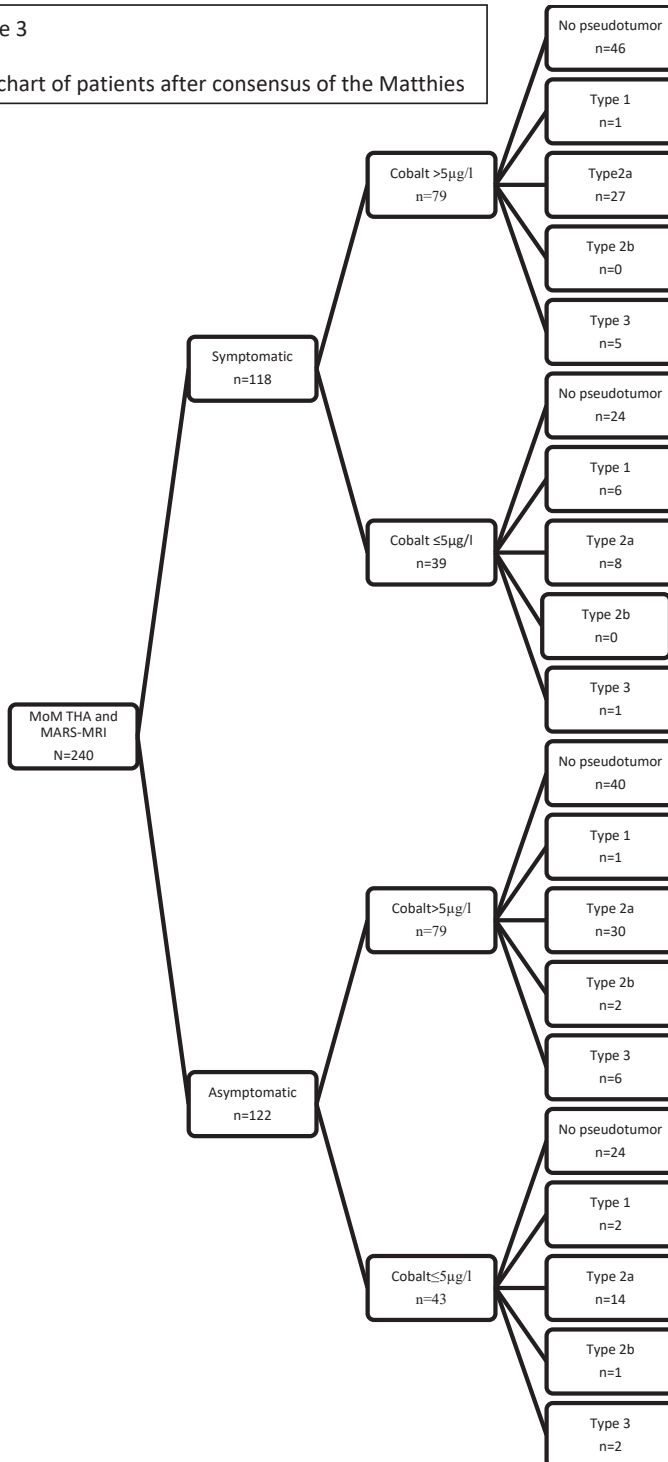 e 3
chart of patients after consensus of the Matthies
MoM THA and
MARS-MRI
N=240
Symptomatic
n=118
Cobalt >5µg/l
n=79
No pseudotumor
n=46
Type 1
n=1
Type2a
n=27
Type 2b
n=0
Type 3
n=5
Cobalt ≤5µg/l
n=39
No pseudotumor
n=24
Type 1
n=6
Type 2a
n=8
Type 2b
n=0
Type 3
n=1
Asymptomatic
n=122
Cobalt>5µg/l
n=79
No pseudotumor
n=40
Type 1
n=1
Type 2a
n=30
Type 2b
n=2
Type 3
n=6
Cobalt≤5µg/l
n=43
No pseudotumor
n=24
Type 1
n=2
Type 2a
n=14
Type 2b
n=1
Type 3
n=2